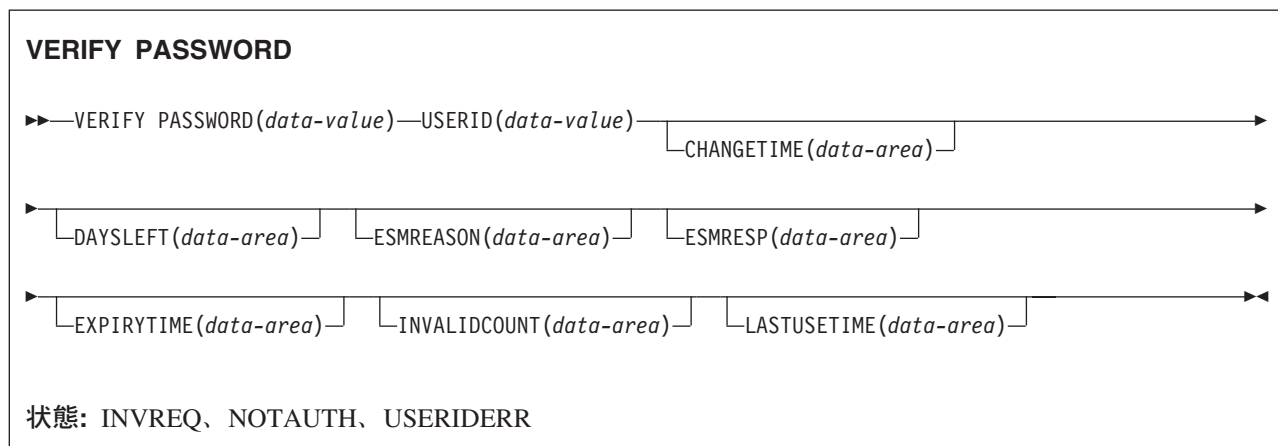 VERIFY PASSWORD
VERIFY PASSWORD(data-value) USERID(data-value)
CHANGETIME(data-area)
DAYSLEFT(data-area) ESMREASON(data-area) ESMRESP(data-area)
EXPIRYTIME(data-area) INVALIDCOUNT(data-area) LASTUSETIME(data-area)
状態: INVREQ、NOTAUTH、USERIDERR